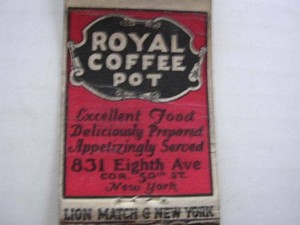 ROYAL
COFFEE
POT
Excellent Food
Deliciously Prepared
Appetizingly Served
831 Eighth Ave
COR. 50th ST.
New York
LION MATCH C NEW YORK